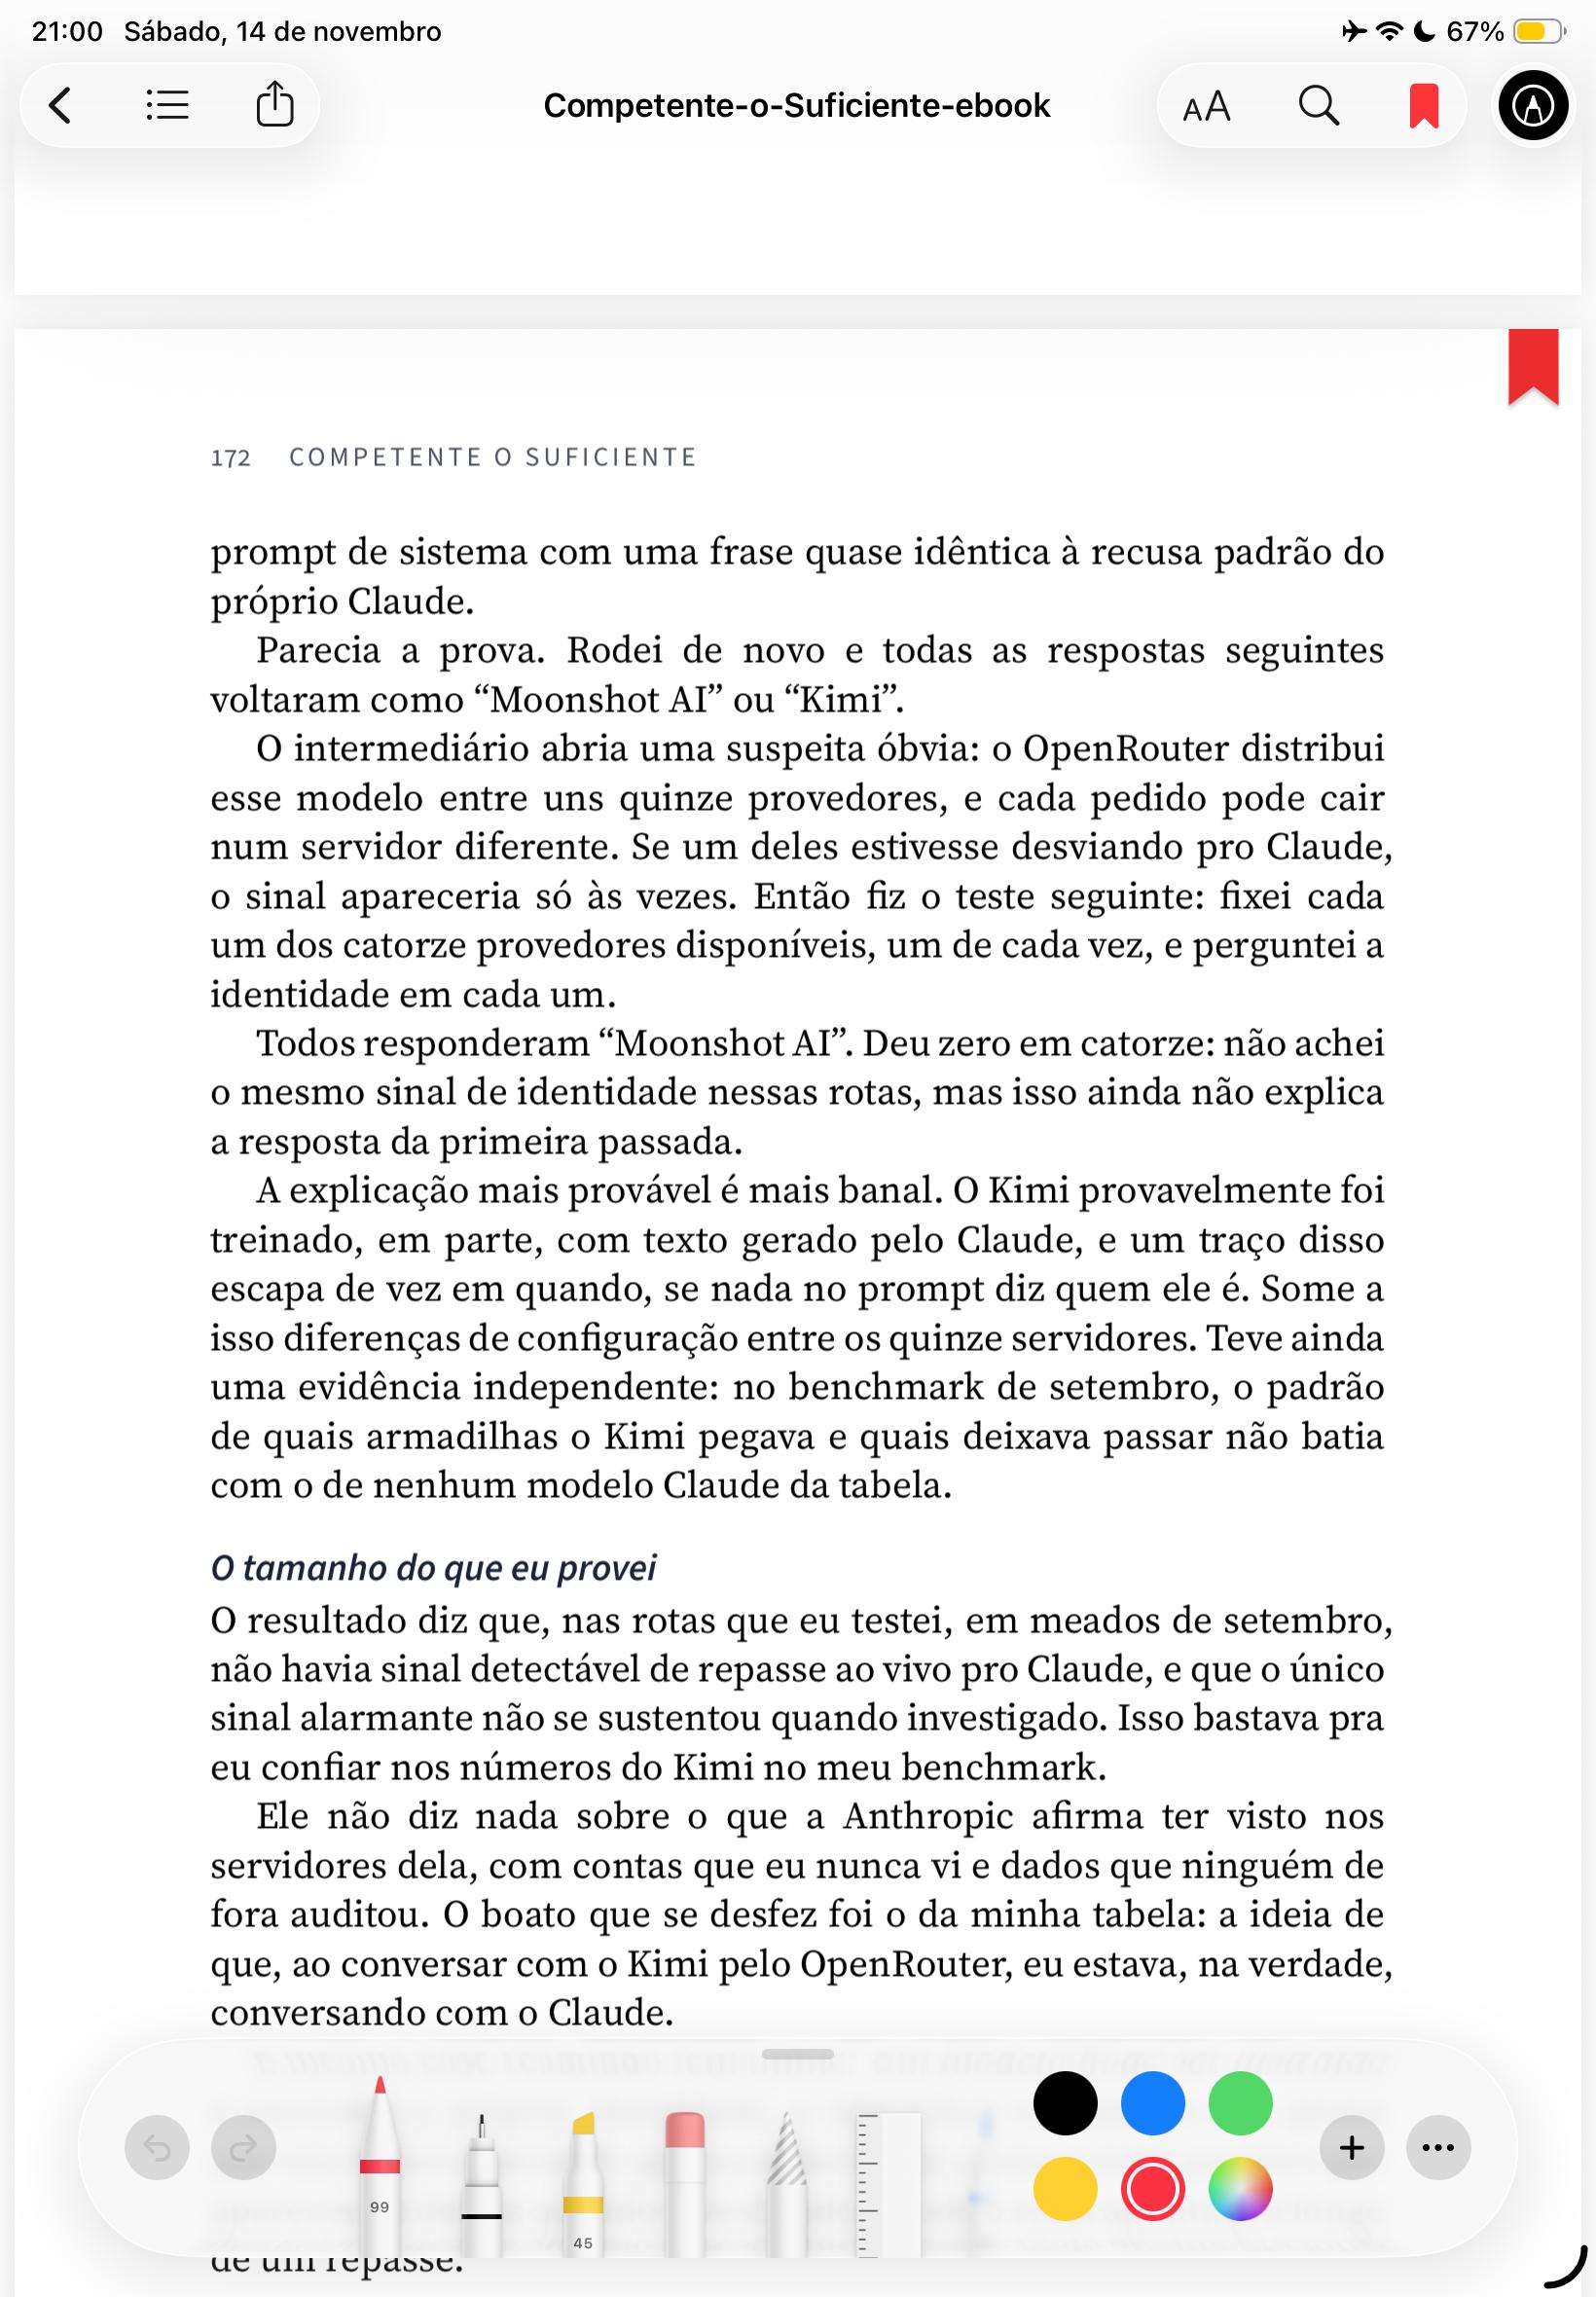 21:00 Sábado, 14 de novembro 67%
Competente-o-Suficiente-ebook
AA
172 COMPETENTE O SUFICIENTE
prompt de sistema com uma frase quase idêntica à recusa padrão do
próprio Claude.
Parecia a prova. Rodei de novo e todas as respostas seguintes
voltaram como “Moonshot AI” ou “Kimi”.
O intermediário abria uma suspeita óbvia: o OpenRouter distribui
esse modelo entre uns quinze provedores, e cada pedido pode cair
num servidor diferente. Se um deles estivesse desviando pro Claude,
o sinal apareceria só às vezes. Então fiz o teste seguinte: fixei cada
um dos catorze provedores disponíveis, um de cada vez, e perguntei a
identidade em cada um.
Todos responderam “Moonshot AI”. Deu zero em catorze: não achei
o mesmo sinal de identidade nessas rotas, mas isso ainda não explica
a resposta da primeira passada.
A explicação mais provável é mais banal. O Kimi provavelmente foi
treinado, em parte, com texto gerado pelo Claude, e um traço disso
escapa de vez em quando, se nada no prompt diz quem ele é. Some a
isso diferenças de configuração entre os quinze servidores. Teve ainda
uma evidência independente: no benchmark de setembro, o padrão
de quais armadilhas o Kimi pegava e quais deixava passar não batia
com o de nenhum modelo Claude da tabela.
O tamanho do que eu provei
O resultado diz que, nas rotas que eu testei, em meados de setembro,
não havia sinal detectável de repasse ao vivo pro Claude, e que o único
sinal alarmante não se sustentou quando investigado. Isso bastava pra
eu confiar nos números do Kimi no meu benchmark.
Ele não diz nada sobre o que a Anthropic afirma ter visto nos
servidores dela, com contas que eu nunca vi e dados que ninguém de
fora auditou. O boato que se desfez foi o da minha tabela: a ideia de
que, ao conversar com o Kimi pelo OpenRouter, eu estava, na verdade,
conversando com o Claude.
99
45
de um repasse.